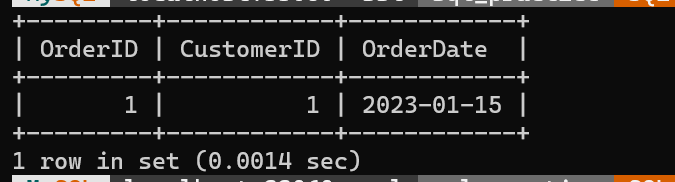 +---------+------------+------------+
| OrderID | CustomerID | OrderDate  |
+---------+------------+------------+
|       1 |          1 | 2023-01-15 |
+---------+------------+------------+
1 row in set (0.0014 sec)